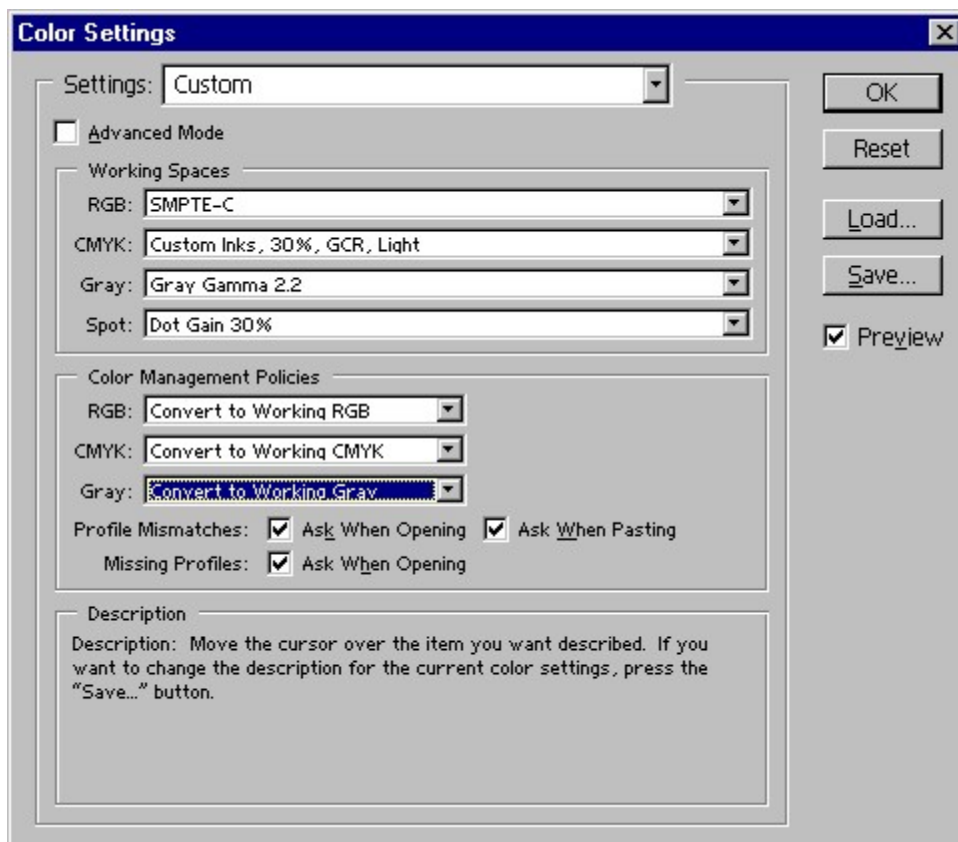 Color Settings
Settings: Custom
OK
Advanced Mode
Reset
Working Spaces
RGB: SMPTE-C
Load...
CMYK: Custom Inks, 30%, GCR, Light
Gray: Gray Gamma 2.2
Save...
Spot: Dot Gain 30%
Preview
Color Management Policies
RGB: Convert to Working RGB
CMYK: Convert to Working CMYK
Gray: Convert to Working Gray
Profile Mismatches: Ask When Opening Ask When Pasting
Missing Profiles: Ask When Opening
Description
Description: Move the cursor over the item you want described. If you
want to change the description for the current color settings, press the
“Save...” button.